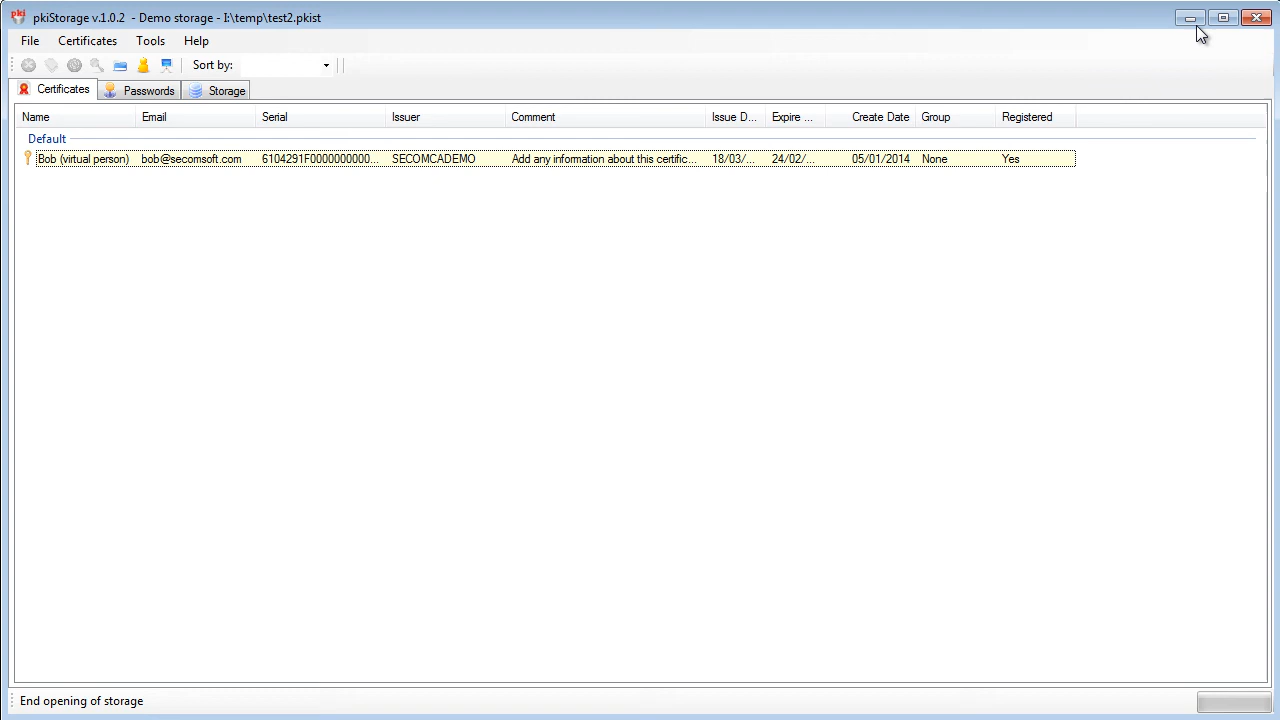 pki pkiStorage v.1.0.2 - Demo storage - I:\temp\test2.pkist
File Certificates Tools Help
Sort by:
Certificates Passwords Storage
Name Email Serial Issuer Comment Issue D... Expire ... Create Date Group Registered
Default
Bob (virtual person) bob@secomsoft.com 6104291F0000000000... SECOMCADEMO Add any information about this certific... 18/03/... 24/02/... 05/01/2014 None Yes
End opening of storage